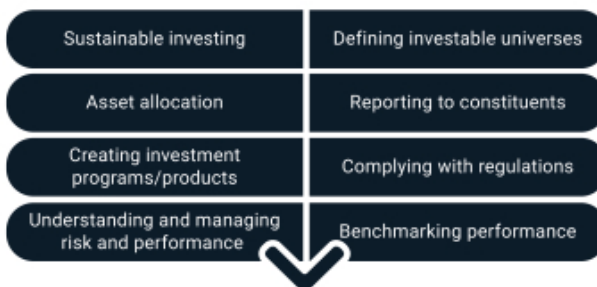 Sustainable investing
Defining investable universes
Asset allocation
Reporting to constituents
Creating investment
programs/products
Complying with regulations
Understanding and managing
risk and performance
Benchmarking performance